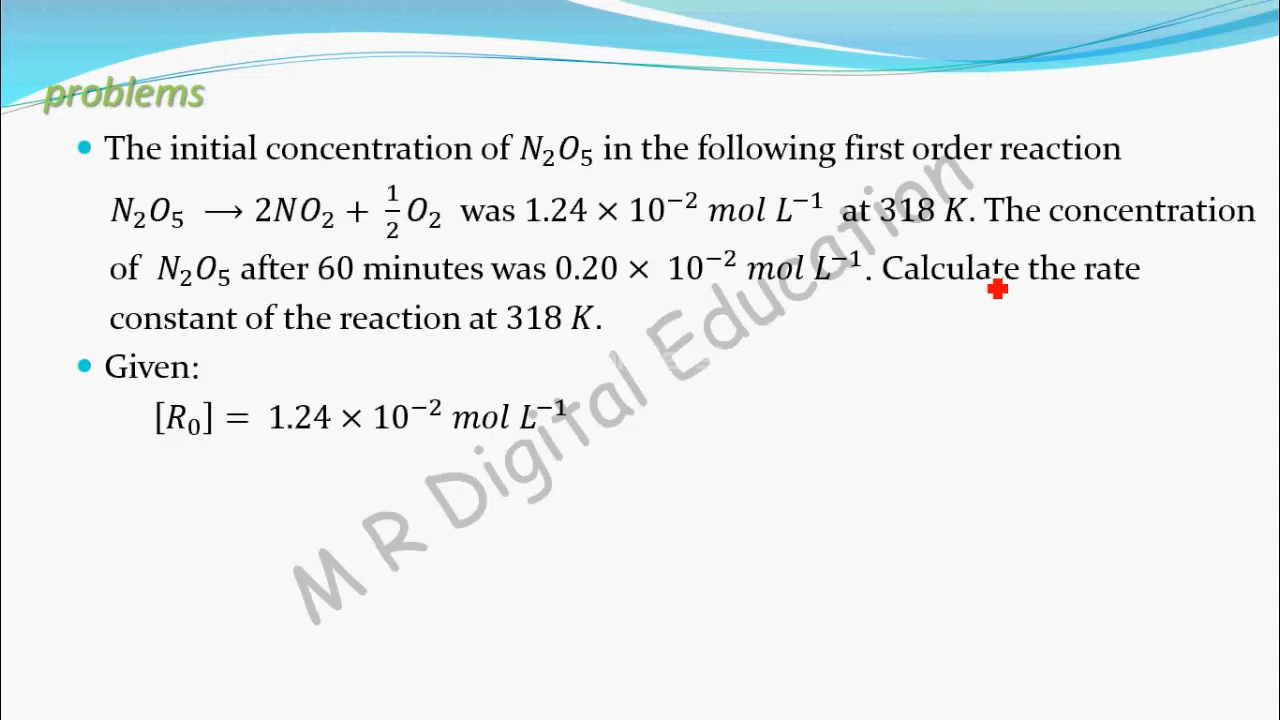 problems
• The initial concentration of N₂O₅ in the following first order reaction
N₂O₅ ⟶ 2NO₂ + ½O₂ was 1.24 × 10⁻² mol L⁻¹ at 318 K. The concentration
of N₂O₅ after 60 minutes was 0.20 × 10⁻² mol L⁻¹. Calculate the rate
constant of the reaction at 318 K.
• Given:
[R₀] = 1.24 × 10⁻² mol L⁻¹
M R Digital Education